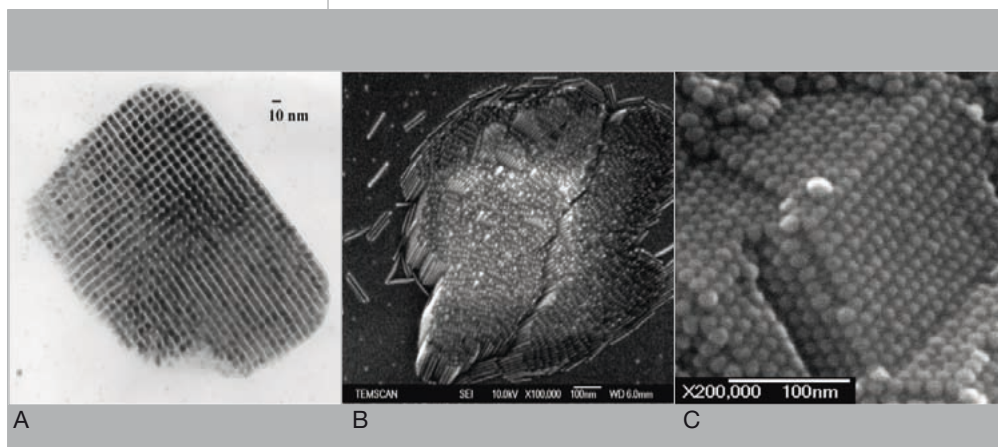 10 nm
TEMSCAN SEI 10.0kV X100,000 100nm WD 6.0mm
X200,000 100nm
A
B
C